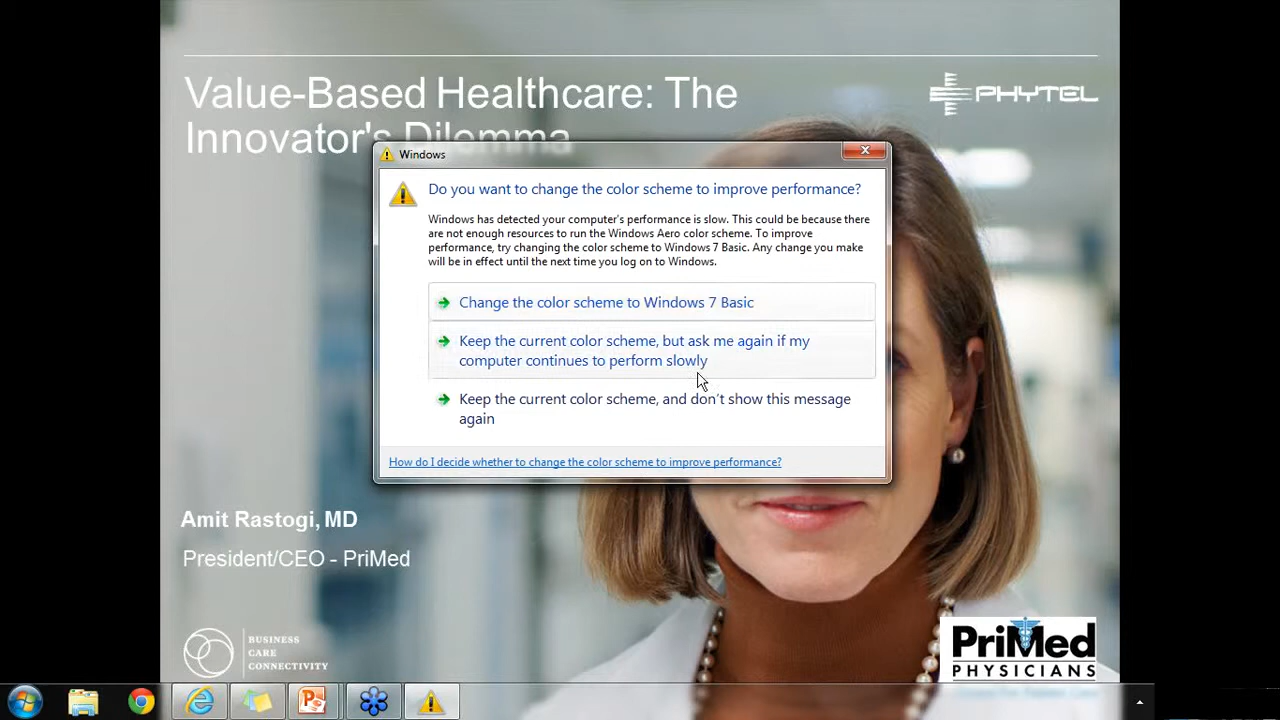 Value-Based Healthcare: The
Innovator's Dilemma
PHYTEL
Windows
Do you want to change the color scheme to improve performance?
Windows has detected your computer's performance is slow. This could be because there
are not enough resources to run the Windows Aero color scheme. To improve
performance, try changing the color scheme to Windows 7 Basic. Any change you make
will be in effect until the next time you log on to Windows.
Change the color scheme to Windows 7 Basic
Keep the current color scheme, but ask me again if my
computer continues to perform slowly
Keep the current color scheme, and don't show this message
again
How do I decide whether to change the color scheme to improve performance?
Amit Rastogi, MD
President/CEO - PriMed
BUSINESS
CARE
CONNECTIVITY
PriMed
PHYSICIANS